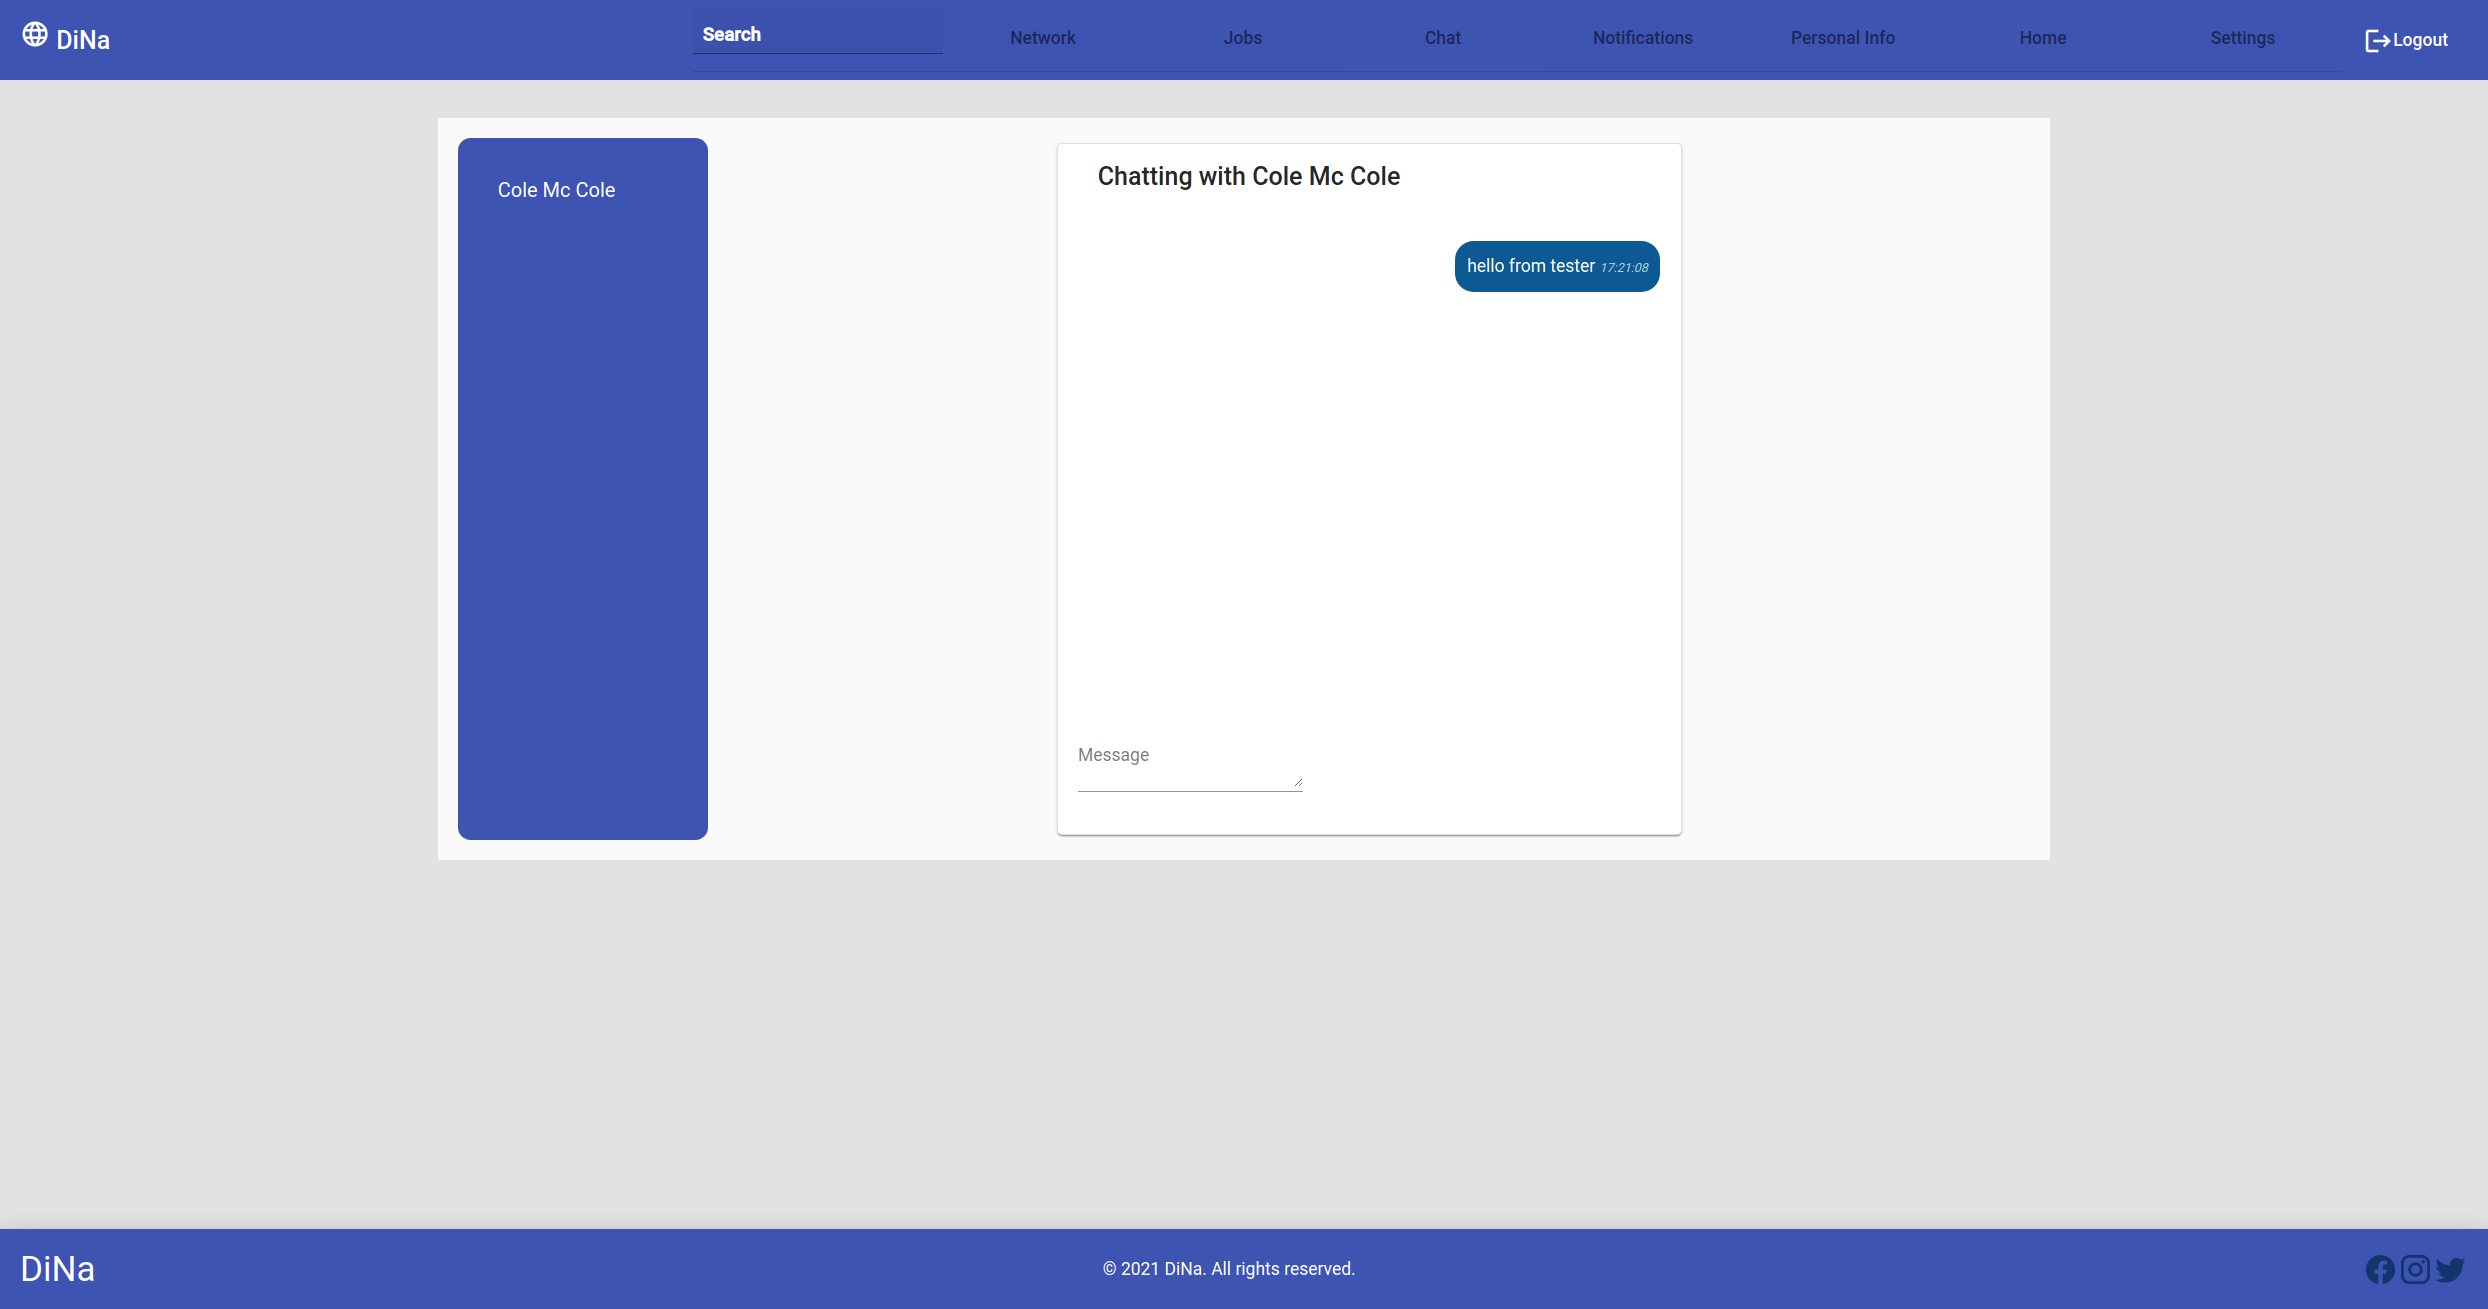 DiNa
Search
Network
Jobs
Chat
Notifications
Personal Info
Home
Settings
Logout
Cole Mc Cole
Chatting with Cole Mc Cole
hello from tester 17:21:08
Message
DiNa
© 2021 DiNa. All rights reserved.